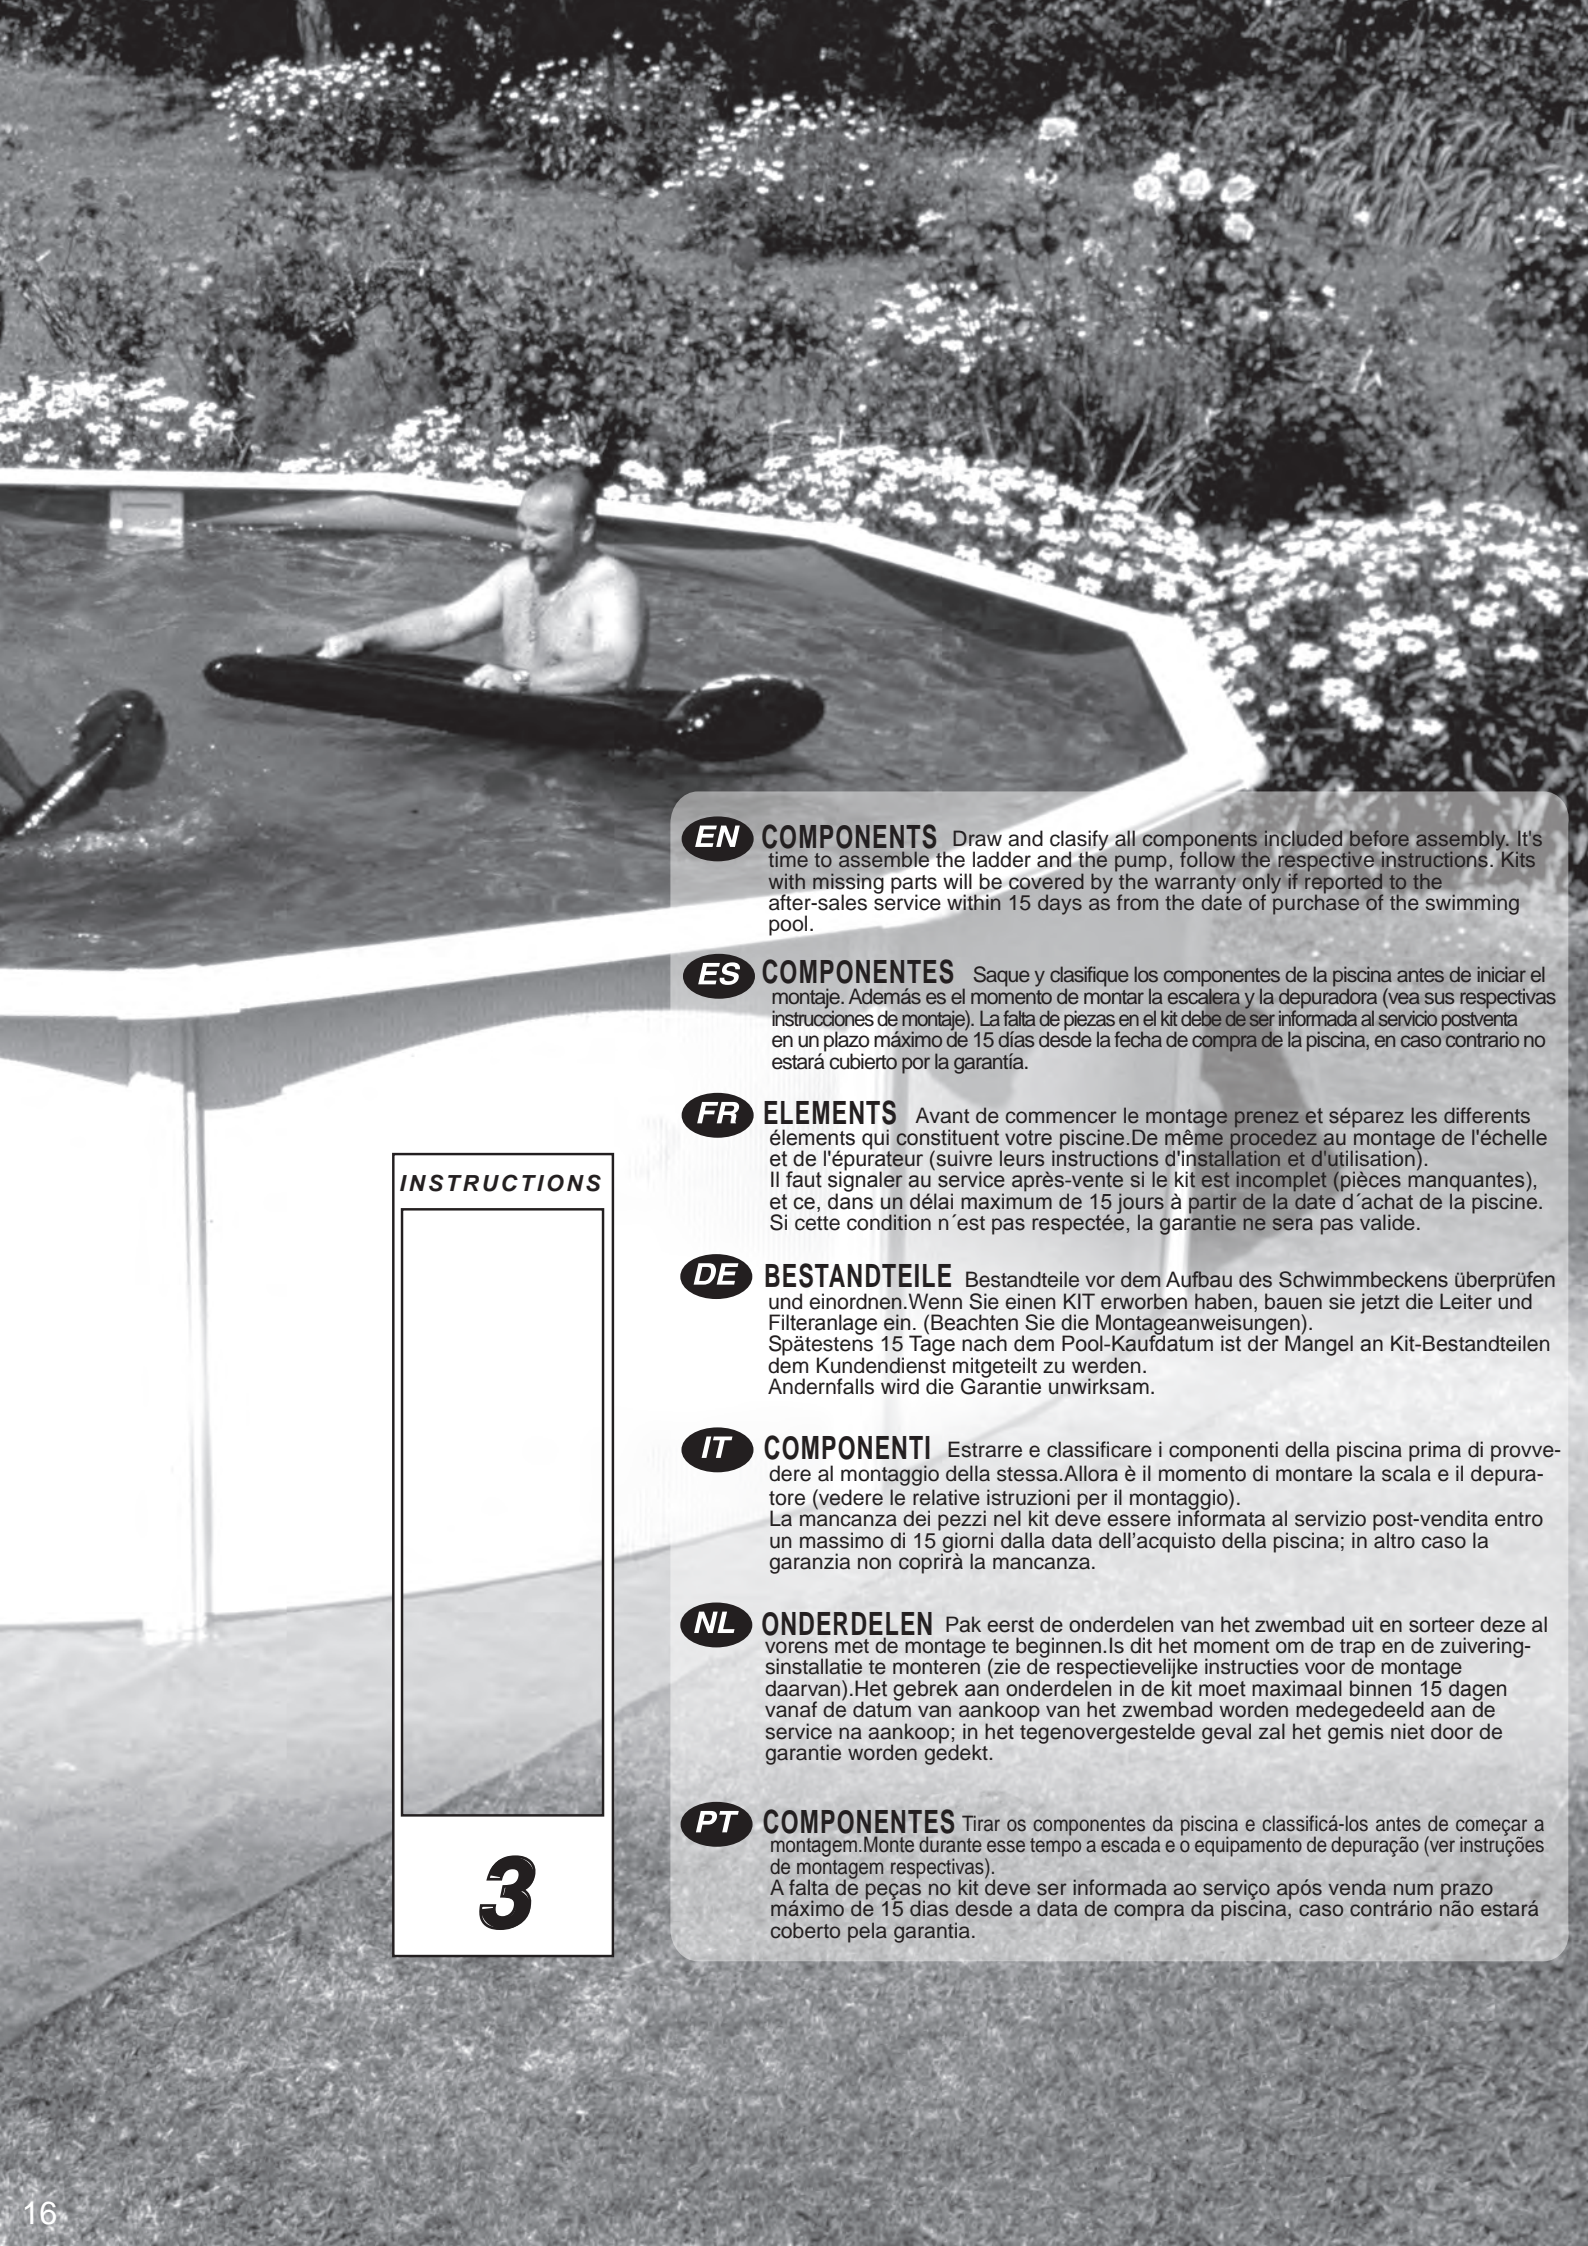 EN COMPONENTS Draw and clasify all components included before assembly. It's
time to assemble the ladder and the pump, follow the respective instructions. Kits
with missing parts will be covered by the warranty only if reported to the
after-sales service within 15 days as from the date of purchase of the swimming
pool.
ES COMPONENTES Saque y clasifique los componentes de la piscina antes de iniciar el
montaje. Además es el momento de montar la escalera y la depuradora (vea sus respectivas
instrucciones de montaje). La falta de piezas en el kit debe de ser informada al servicio postventa
en un plazo máximo de 15 días desde la fecha de compra de la piscina, en caso contrario no
estará cubierto por la garantía.
FR ELEMENTS Avant de commencer le montage prenez et séparez les differents
élements qui constituent votre piscine.De même procedez au montage de l'échelle
et de l'épurateur (suivre leurs instructions d'installation et d'utilisation).
Il faut signaler au service après-vente si le kit est incomplet (pièces manquantes),
et ce, dans un délai maximum de 15 jours à partir de la date d´achat de la piscine.
Si cette condition n´est pas respectée, la garantie ne sera pas valide.
DE BESTANDTEILE Bestandteile vor dem Aufbau des Schwimmbeckens überprüfen
und einordnen.Wenn Sie einen KIT erworben haben, bauen sie jetzt die Leiter und
Filteranlage ein. (Beachten Sie die Montageanweisungen).
Spätestens 15 Tage nach dem Pool-Kaufdatum ist der Mangel an Kit-Bestandteilen
dem Kundendienst mitgeteilt zu werden.
Andernfalls wird die Garantie unwirksam.
IT COMPONENTI Estrarre e classificare i componenti della piscina prima di provve-
dere al montaggio della stessa.Allora è il momento di montare la scala e il depura-
tore (vedere le relative istruzioni per il montaggio).
La mancanza dei pezzi nel kit deve essere informata al servizio post-vendita entro
un massimo di 15 giorni dalla data dell’acquisto della piscina; in altro caso la
garanzia non coprirà la mancanza.
NL ONDERDELEN Pak eerst de onderdelen van het zwembad uit en sorteer deze al
vorens met de montage te beginnen.Is dit het moment om de trap en de zuivering-
sinstallatie te monteren (zie de respectievelijke instructies voor de montage
daarvan).Het gebrek aan onderdelen in de kit moet maximaal binnen 15 dagen
vanaf de datum van aankoop van het zwembad worden medegedeeld aan de
service na aankoop; in het tegenovergestelde geval zal het gemis niet door de
garantie worden gedekt.
PT COMPONENTES Tirar os componentes da piscina e classificá-los antes de começar a
montagem.Monte durante esse tempo a escada e o equipamento de depuração (ver instruções
de montagem respectivas).
A falta de peças no kit deve ser informada ao serviço após venda num prazo
máximo de 15 dias desde a data de compra da piscina, caso contrário não estará
coberto pela garantia.
INSTRUCTIONS
3
16